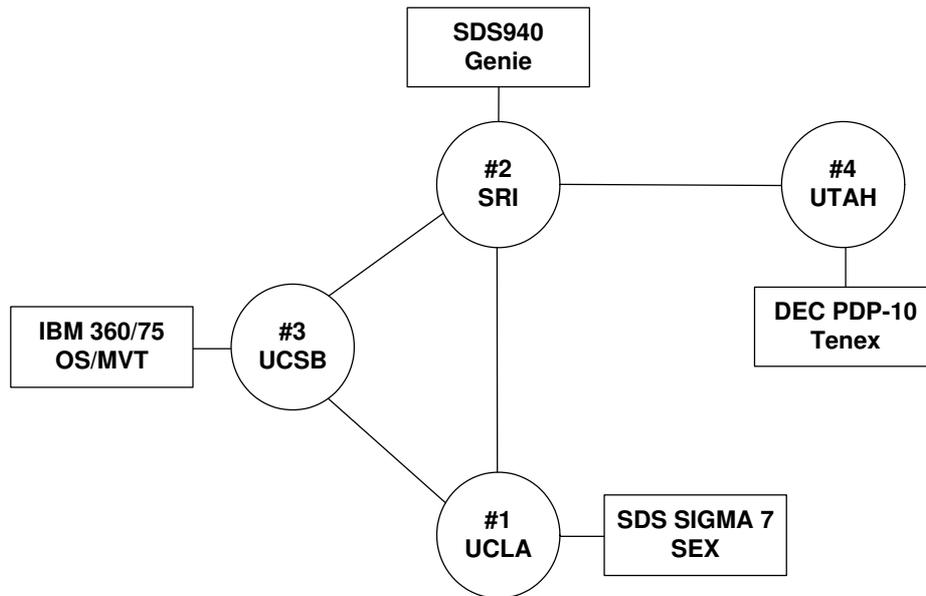 SDS940
Genie
#2
SRI
#4
UTAH
DEC PDP-10
Tenex
IBM 360/75
OS/MVT
#3
UCSB
#1
UCLA
SDS SIGMA 7
SEX